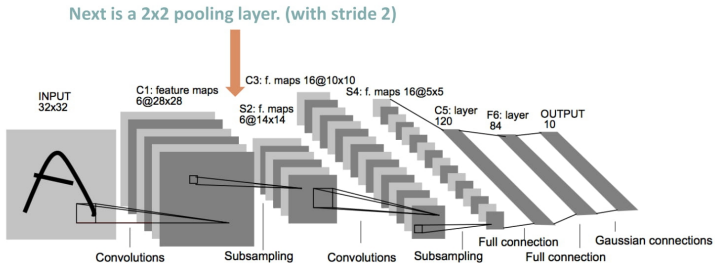 Next is a 2x2 pooling layer. (with stride 2)
INPUT
32x32
C1: feature maps
6@28x28
C3: f. maps 16@10x10
S2: f. maps
6@14x14
S4: f. maps 16@5x5
C5: layer
120
F6: layer
84
OUTPUT
10
A
Convolutions
Subsampling
Convolutions
Subsampling
Full connection
Full connection
Gaussian connections